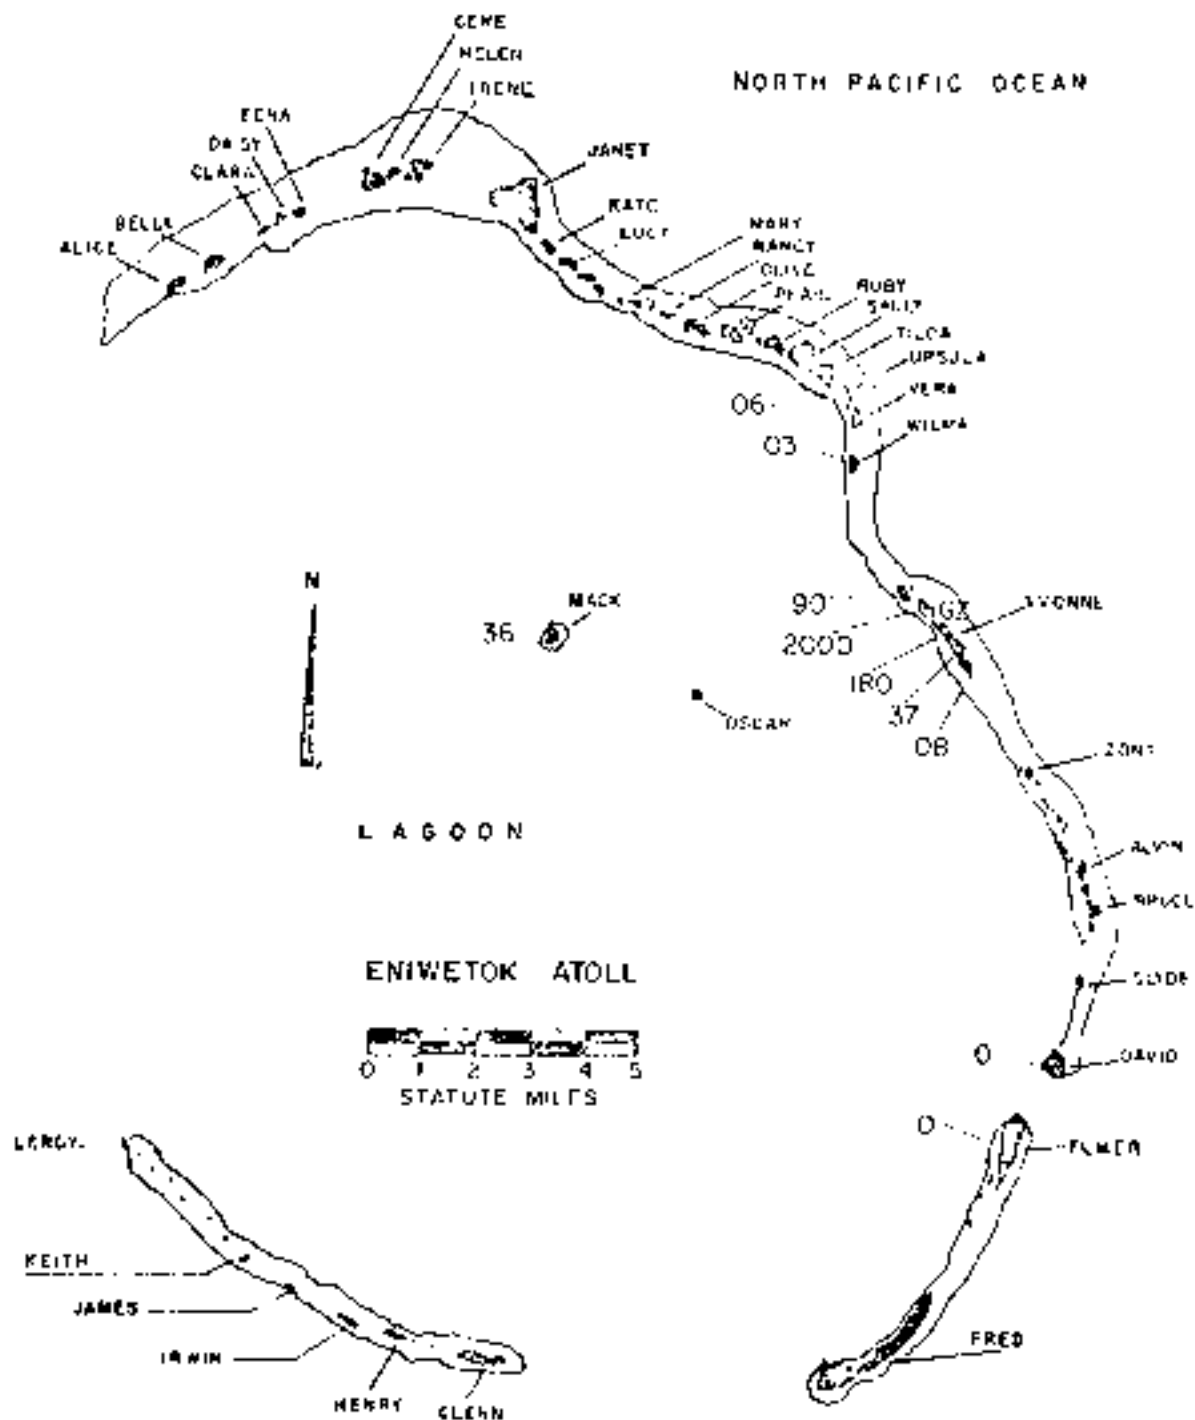 GENE
HELEN
IRENE
NORTH PACIFIC OCEAN
EDNA
DAISY
CLARA
JANET
BELLE
ALICE
KATE
LUCY
MARY
NANCY
OLIVE
PEARL
RUBY
SALLY
TILDA
URSULA
VERA
06
03
WILMA
N
36
MACK
90
GZ
YVONNE
2000
180
37
08
OSCAR
LAGOON
ALVIN
BRUCE
ENIWETOK ATOLL
CLYDE
0 1 2 3 4 5
STATUTE MILES
0
DAVID
0
ELMER
LEROY
KEITH
JAMES
IRWIN
HENRY
GLENN
FRED